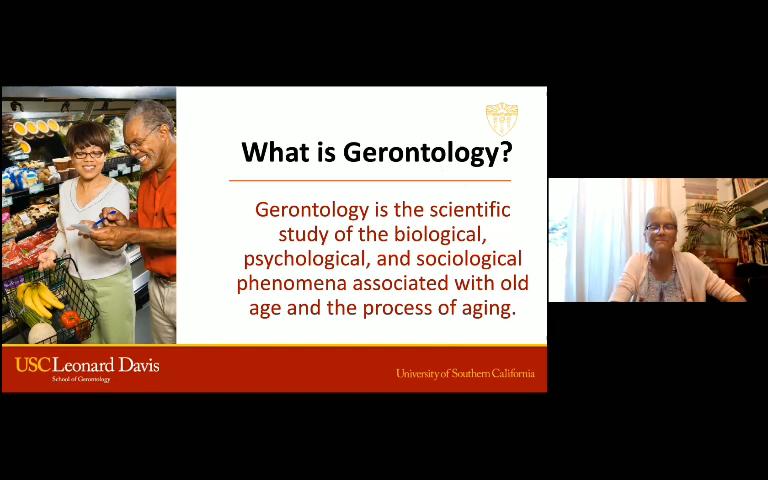 What is Gerontology?
Gerontology is the scientific
study of the biological,
psychological, and sociological
phenomena associated with old
age and the process of aging.
USC Leonard Davis
School of Gerontology
University of Southern California